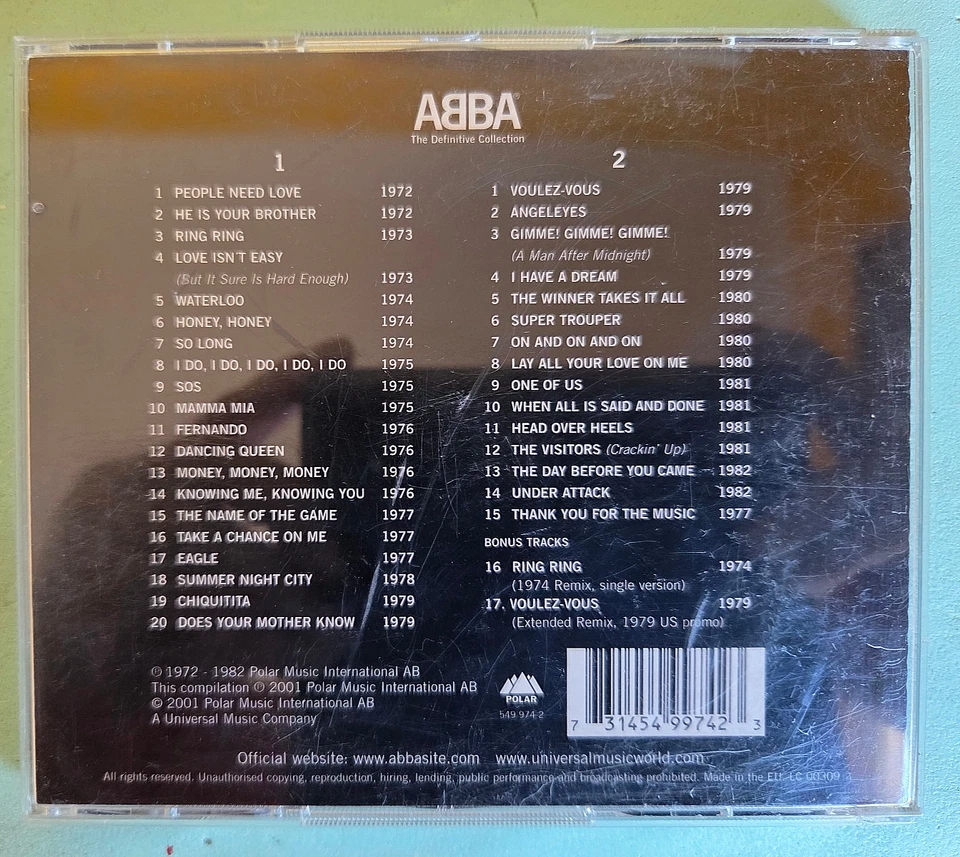 ABBA®
The Definitive Collection
1
1 PEOPLE NEED LOVE 1972
2 HE IS YOUR BROTHER 1972
3 RING RING 1973
4 LOVE ISN'T EASY
(But It Sure Is Hard Enough) 1973
5 WATERLOO 1974
6 HONEY, HONEY 1974
7 SO LONG 1974
8 I DO, I DO, I DO, I DO, I DO 1975
9 SOS 1975
10 MAMMA MIA 1975
11 FERNANDO 1976
12 DANCING QUEEN 1976
13 MONEY, MONEY, MONEY 1976
14 KNOWING ME, KNOWING YOU 1976
15 THE NAME OF THE GAME 1977
16 TAKE A CHANCE ON ME 1977
17 EAGLE 1977
18 SUMMER NIGHT CITY 1978
19 CHIQUITITA 1979
20 DOES YOUR MOTHER KNOW 1979
2
1 VOULEZ-VOUS 1979
2 ANGELEYES 1979
3 GIMME! GIMME! GIMME!
(A Man After Midnight) 1979
4 I HAVE A DREAM 1979
5 THE WINNER TAKES IT ALL 1980
6 SUPER TROUPER 1980
7 ON AND ON AND ON 1980
8 LAY ALL YOUR LOVE ON ME 1980
9 ONE OF US 1981
10 WHEN ALL IS SAID AND DONE 1981
11 HEAD OVER HEELS 1981
12 THE VISITORS (Crackin' Up) 1981
13 THE DAY BEFORE YOU CAME 1982
14 UNDER ATTACK 1982
15 THANK YOU FOR THE MUSIC 1977
BONUS TRACKS
16 RING RING 1974
(1974 Remix, single version)
17. VOULEZ-VOUS 1979
(Extended Remix, 1979 US promo)
℗ 1972 - 1982 Polar Music International AB
This compilation ℗ 2001 Polar Music International AB
© 2001 Polar Music International AB
A Universal Music Company
POLAR
549 974-2
7 31454 99742 3
Official website: www.abbasite.com www.universalmusicworld.com
All rights reserved. Unauthorised copying, reproduction, hiring, lending, public performance and broadcasting prohibited. Made in the EU. LC 00309